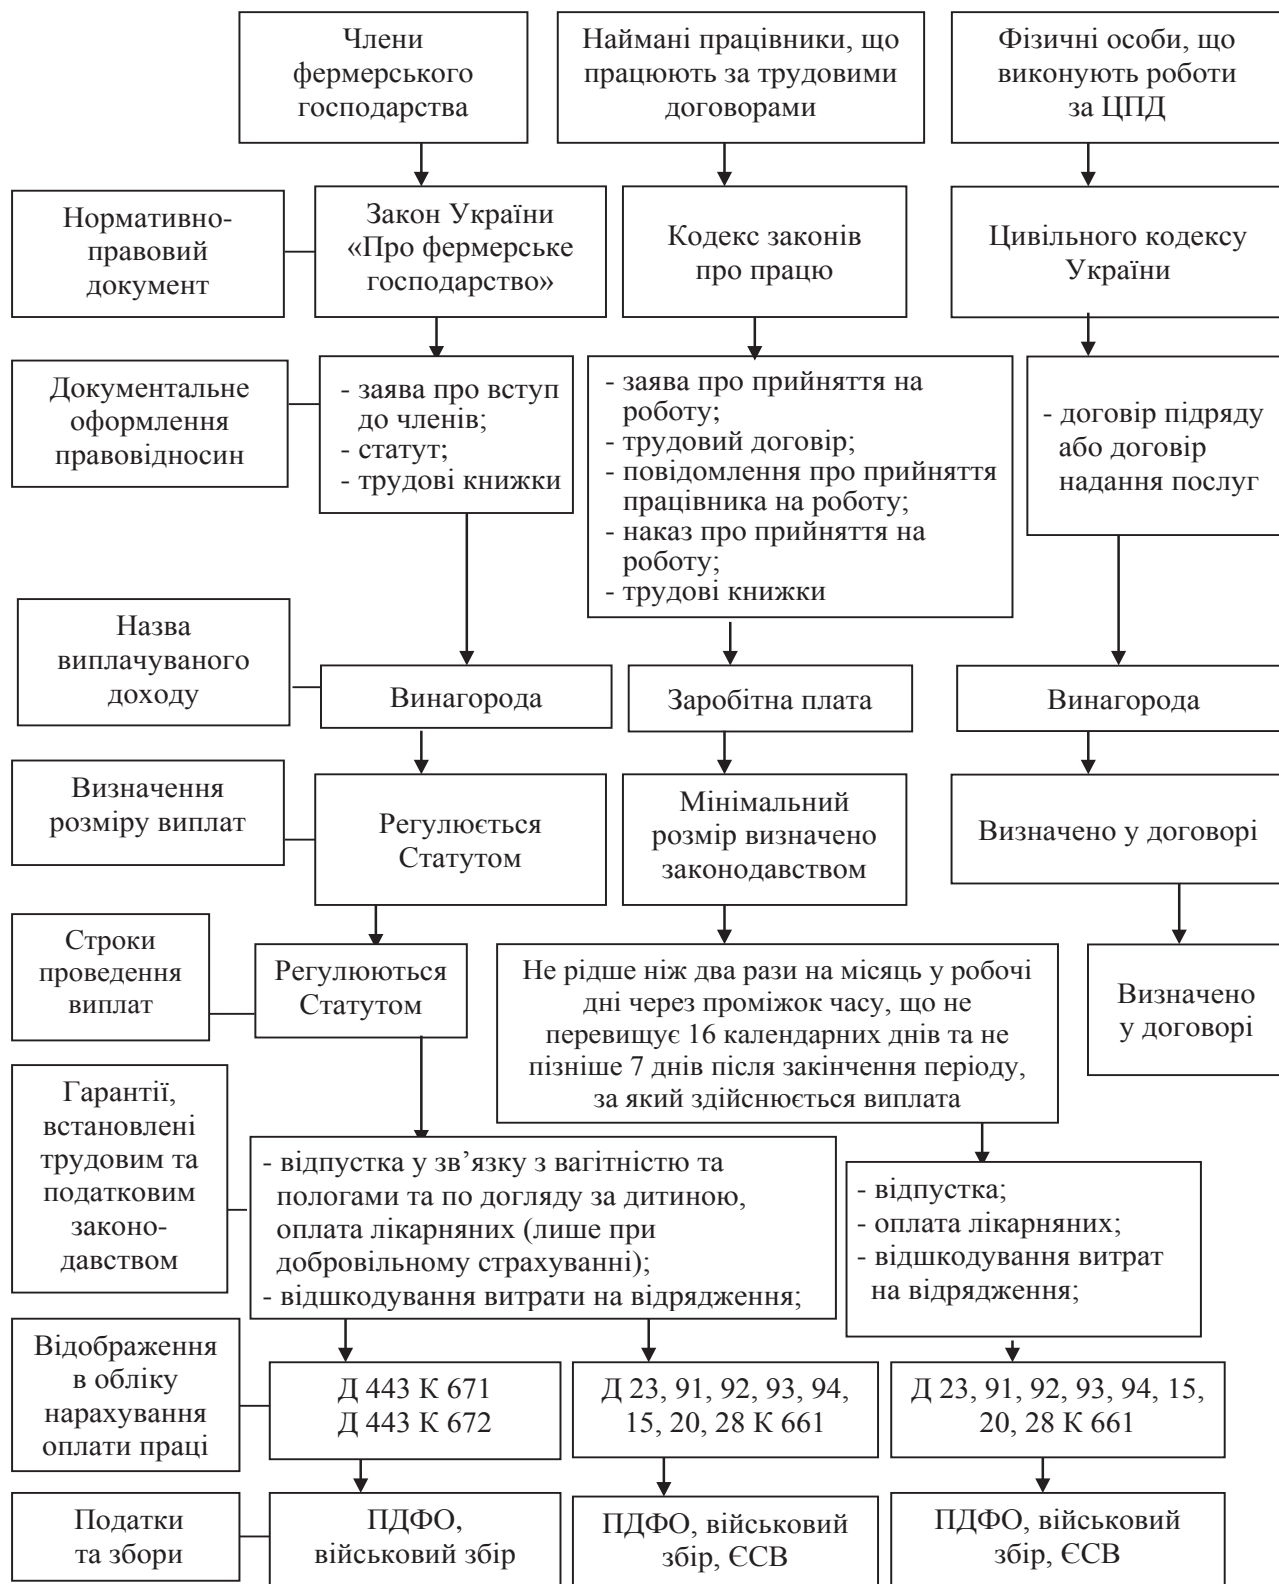 Члени
фермерського
господарства
Наймані працівники, що
працюють за трудовими
договорами
Фізичні особи, що
виконують роботи
за ЦПД
Нормативно-
правовий
документ
Закон України
«Про фермерське
господарство»
Кодекс законів
про працю
Цивільного кодексу
України
Документальне
оформлення
правовідносин
- заява про вступ
до членів;
- статут;
- трудові книжки
- заява про прийняття на
роботу;
- трудовий договір;
- повідомлення про прийняття
працівника на роботу;
- наказ про прийняття на
роботу;
- трудові книжки
- договір підряду
або договір
надання послуг
Назва
виплачуваного
доходу
Винагорода
Заробітна плата
Винагорода
Визначення
розміру виплат
Регулюється
Статутом
Мінімальний
розмір визначено
законодавством
Визначено у договорі
Строки
проведення
виплат
Регулюються
Статутом
Не рідше ніж два рази на місяць у робочі
дні через проміжок часу, що не
перевищує 16 календарних днів та не
пізніше 7 днів після закінчення періоду,
за який здійснюється виплата
Визначено
у договорі
Гарантії,
встановлені
трудовим та
податковим
законо-
давством
- відпустка у зв’язку з вагітністю та
пологами та по догляду за дитиною,
оплата лікарняних (лише при
добровільному страхуванні);
- відшкодування витрати на відрядження;
- відпустка;
- оплата лікарняних;
- відшкодування витрат
на відрядження;
Відображення
в обліку
нарахування
оплати праці
Д 443 К 671
Д 443 К 672
Д 23, 91, 92, 93, 94,
15, 20, 28 К 661
Д 23, 91, 92, 93, 94, 15,
20, 28 К 661
Податки
та збори
ПДФО,
військовий збір
ПДФО, військовий
збір, ЄСВ
ПДФО, військовий
збір, ЄСВ